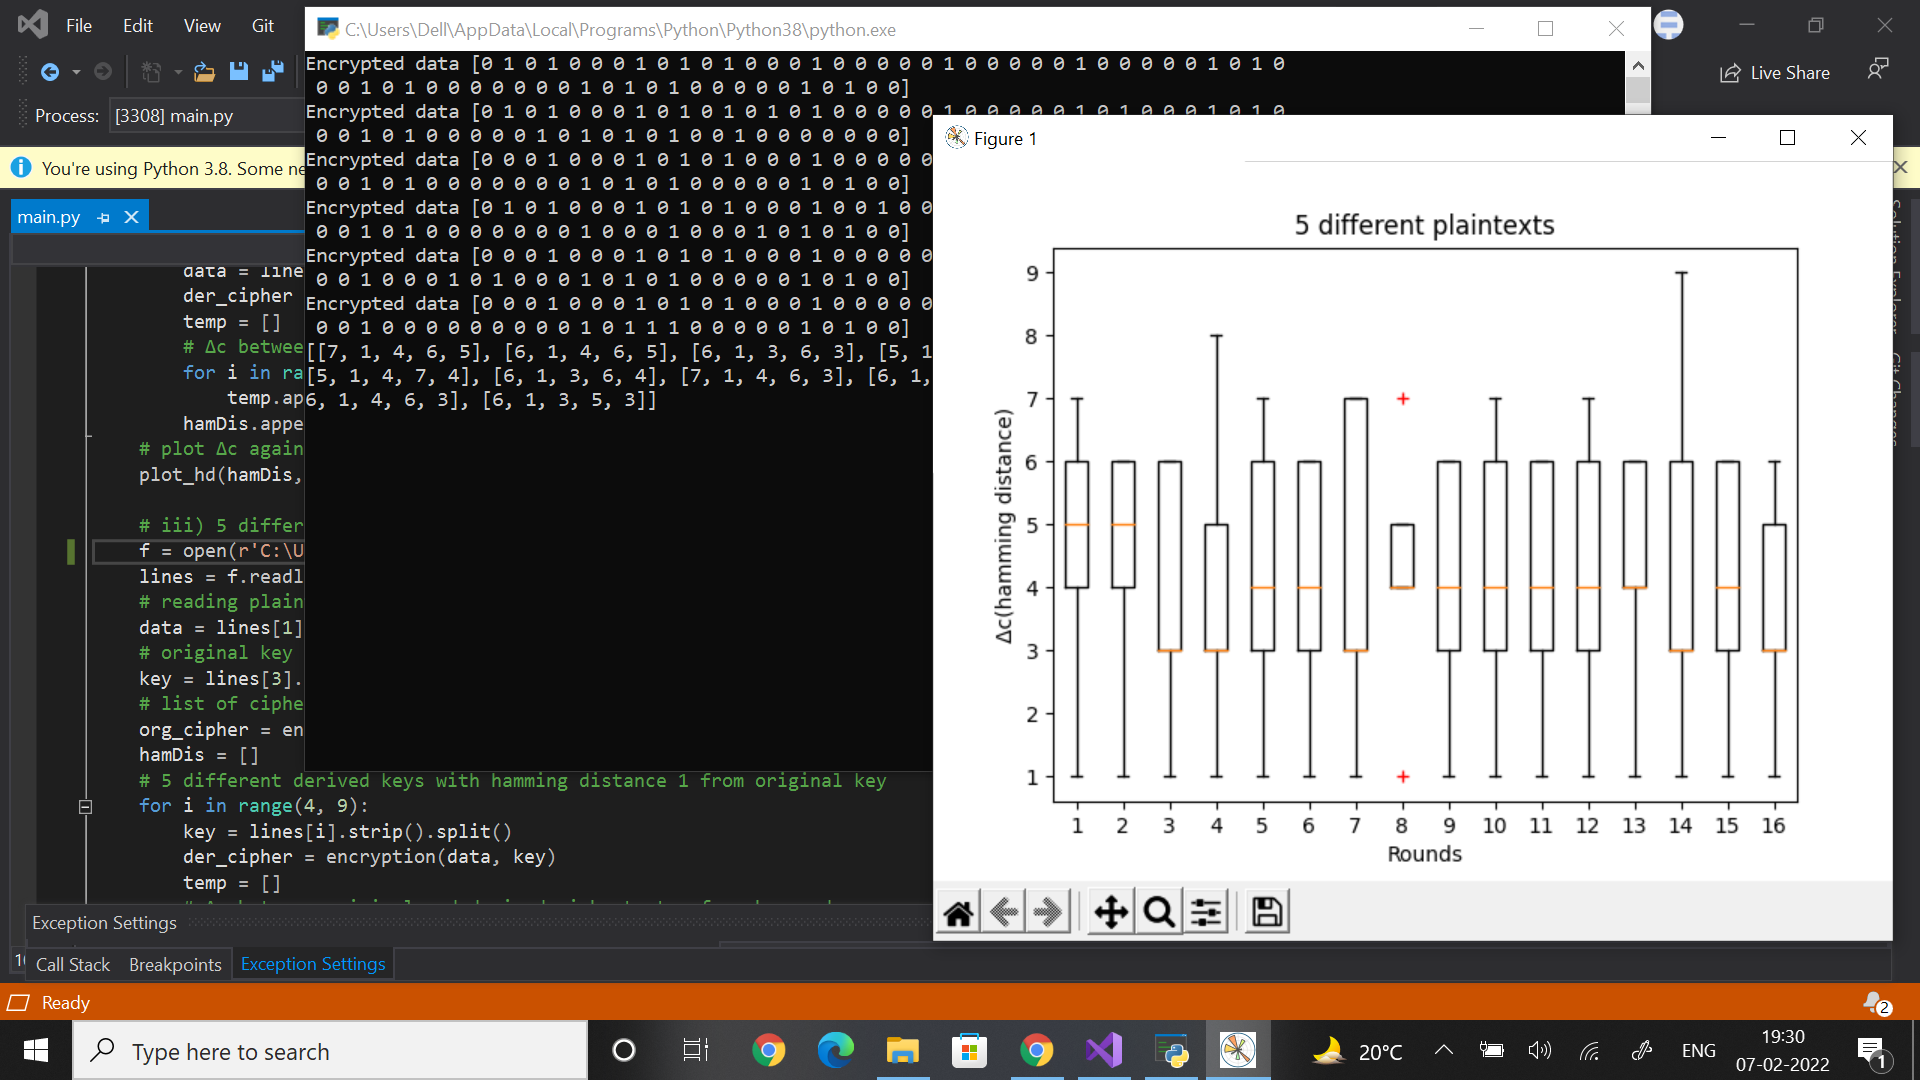 File Edit View Git
C:\Users\Dell\AppData\Local\Programs\Python\Python38\python.exe
Live Share
Process: [3308] main.py
You're using Python 3.8. Some ne
main.py
Encrypted data [0 1 0 1 0 0 0 1 0 1 0 1 0 0 0 1 0 0 0 0 0 1 0 0 0 0 0 1 0 0 0 0 0 1 0 1 0
0 0 1 0 1 0 0 0 0 0 0 0 1 0 1 0 1 0 0 0 0 0 1 0 1 0 0]
Encrypted data [0 1 0 1 0 0 0 1 0 1 0 1 0 1 0 1 0 0 0 0 0 1 0 0 0 0 0 1 0 1 0 0 0 1 0 1 0
0 0 1 0 1 0 0 0 0 0 1 0 1 0 1 0 1 0 0 1 0 0 0 0 0 0 0]
Encrypted data [0 0 0 1 0 0 0 1 0 1 0 1 0 0 0 1 0 0 0 0 0
0 0 1 0 1 0 0 0 0 0 0 0 1 0 1 0 1 0 0 0 0 0 1 0 1 0 0]
Encrypted data [0 1 0 1 0 0 0 1 0 1 0 1 0 0 0 1 0 0 1 0 0
0 0 1 0 1 0 0 0 0 0 0 0 1 0 0 0 1 0 0 0 1 0 1 0 1 0 0]
Encrypted data [0 0 0 1 0 0 0 1 0 1 0 1 0 0 0 1 0 0 0 0 0
0 0 1 0 0 0 1 0 1 0 0 0 1 0 1 0 1 0 0 0 0 0 1 0 1 0 0]
Encrypted data [0 0 0 1 0 0 0 1 0 1 0 1 0 0 0 1 0 0 0 0 0
0 0 1 0 0 0 0 0 0 0 0 0 1 0 1 1 1 0 0 0 0 0 1 0 1 0 0]
[[7, 1, 4, 6, 5], [6, 1, 4, 6, 5], [6, 1, 3, 6, 3], [5, 1
[5, 1, 4, 7, 4], [6, 1, 3, 6, 4], [7, 1, 4, 6, 3], [6, 1,
6, 1, 4, 6, 3], [6, 1, 3, 5, 3]]
data = line
der_cipher
temp = []
# Δc betwee
for i in ra
temp.ap
hamDis.appe
# plot Δc again
plot_hd(hamDis,
# iii) 5 differ
f = open(r'C:\U
lines = f.readl
# reading plain
data = lines[1]
# original key
key = lines[3].
# list of ciphe
org_cipher = en
hamDis = []
# 5 different derived keys with hamming distance 1 from original key
for i in range(4, 9):
key = lines[i].strip().split()
der_cipher = encryption(data, key)
temp = []
Figure 1
5 different plaintexts
Δc(hamming distance)
9
8
7
6
5
4
3
2
1
1 2 3 4 5 6 7 8 9 10 11 12 13 14 15 16
Rounds
Solution Explorer
Git Changes
Exception Settings
Call Stack Breakpoints Exception Settings
Ready
2
Type here to search
20°C
ENG
19:30
07-02-2022
1